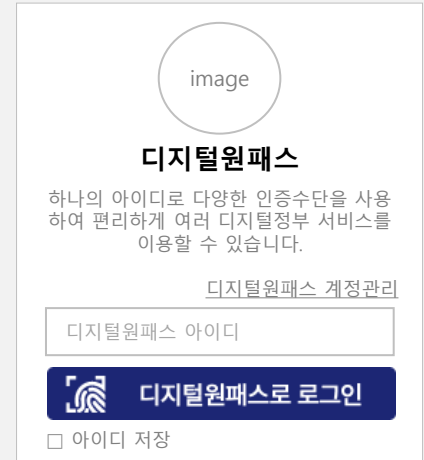 image
디지털원패스
하나의 아이디로 다양한 인증수단을 사용
하여 편리하게 여러 디지털정부 서비스를
이용할 수 있습니다.
디지털원패스 계정관리
디지털원패스 아이디
디지털원패스로 로그인
아이디 저장